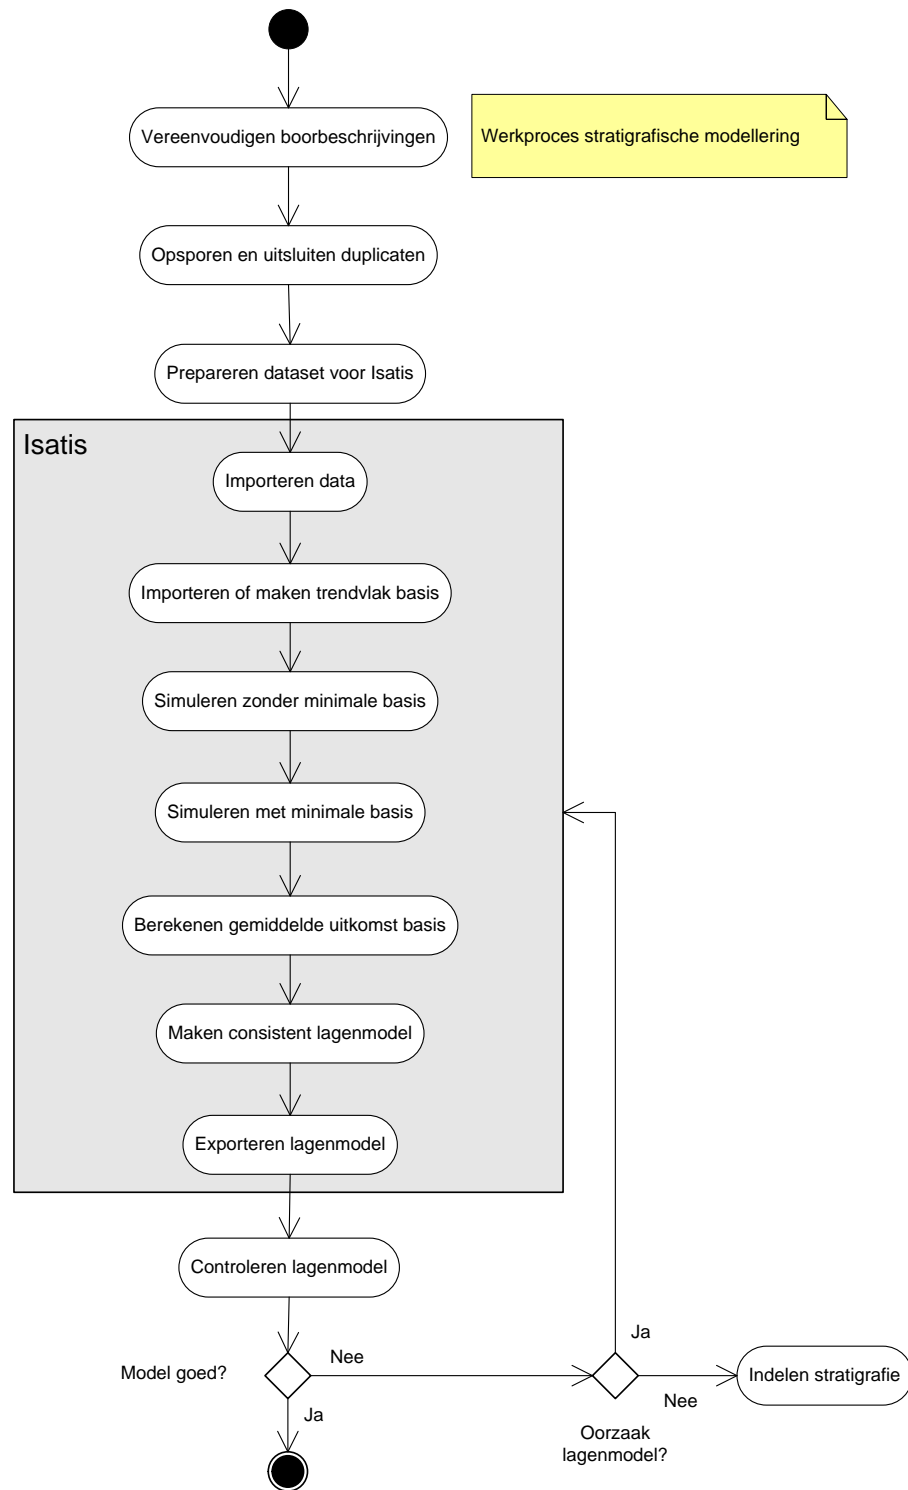 Vereenvoudigen boorbeschrijvingen
Werkproces stratigrafische modellering
Opsporen en uitsluiten duplicaten
Prepareren dataset voor Isatis
Isatis
Importeren data
Importeren of maken trendvlak basis
Simuleren zonder minimale basis
Simuleren met minimale basis
Berekenen gemiddelde uitkomst basis
Maken consistent lagenmodel
Exporteren lagenmodel
Controleren lagenmodel
Ja
Model goed?
Nee
Indelen stratigrafie
Nee
Ja
Oorzaak
lagenmodel?